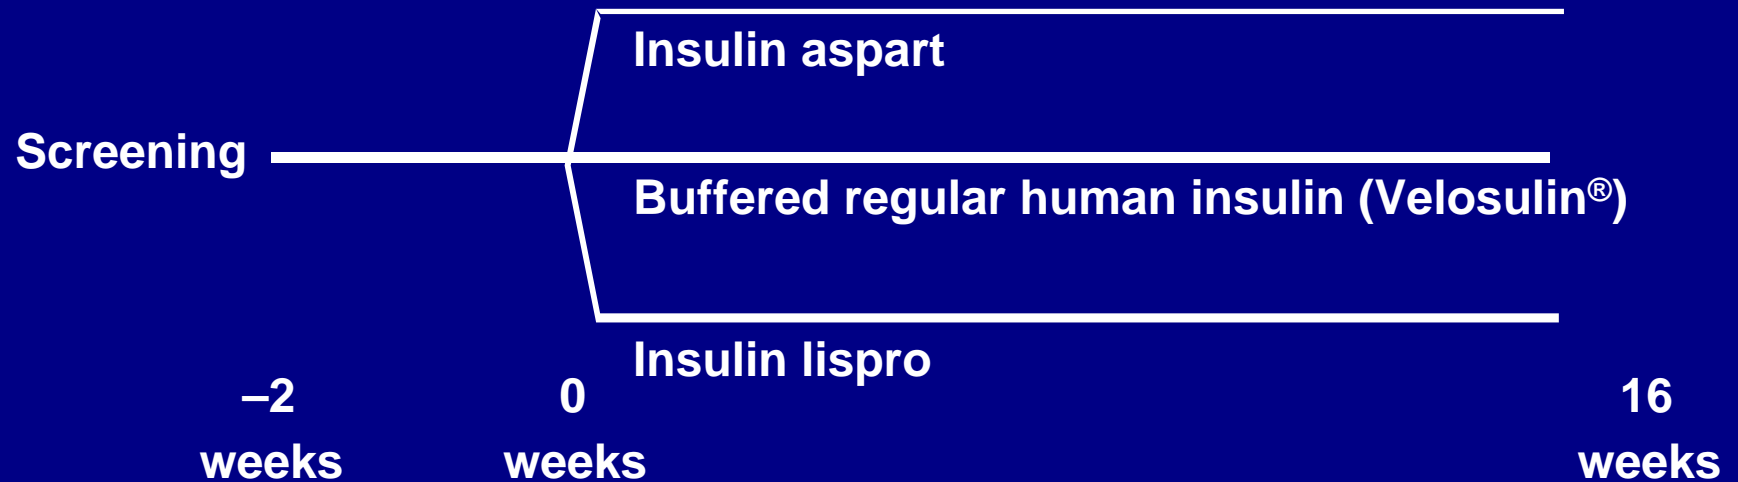 Insulin aspart
Screening
Buffered regular human insulin (Velosulin®)
Insulin lispro
–2 0 16
weeks weeks weeks